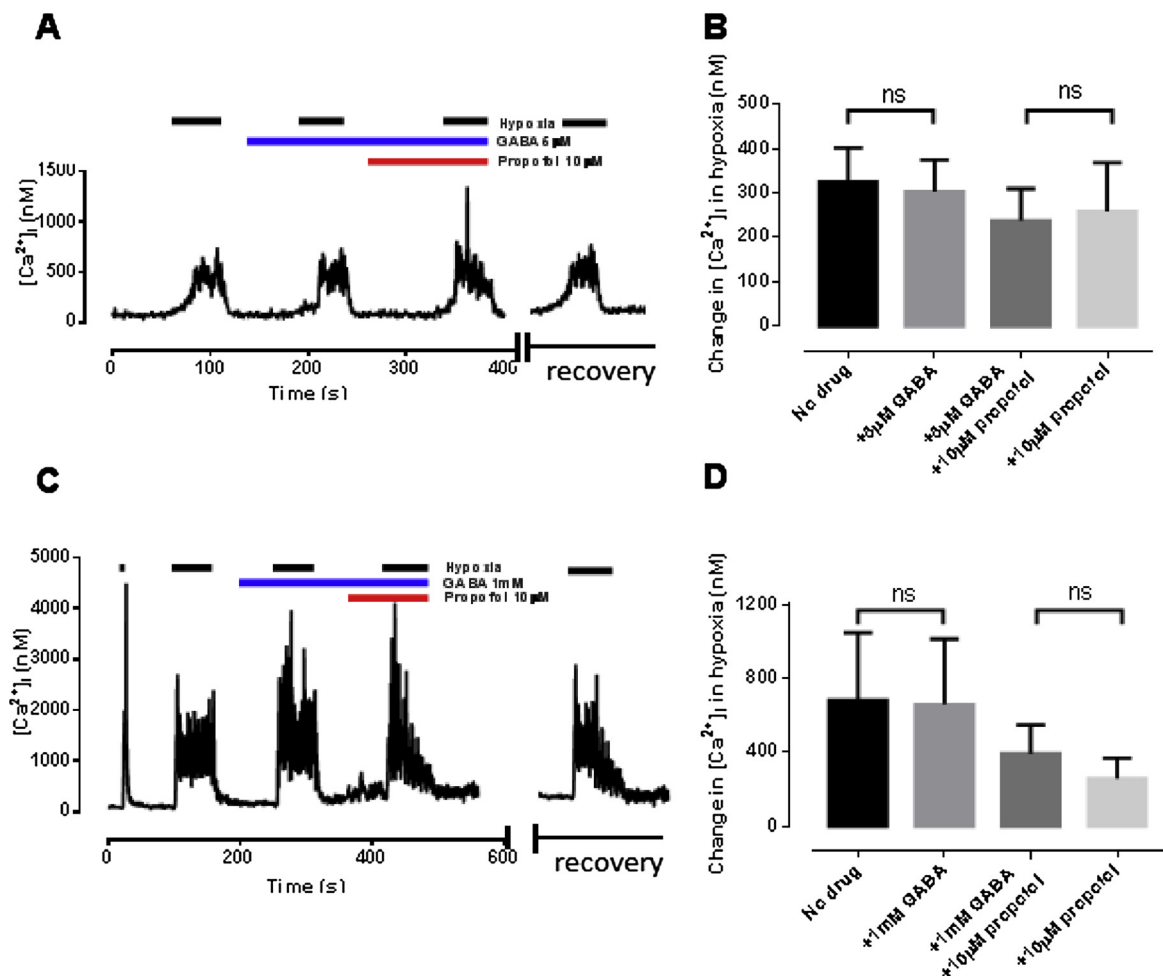 A
Hypoxia
GABA 5 µM
Propofol 10 µM
1500
1000
500
0
[Ca²⁺]i (nM)
0
100
200
300
400
Time (s)
recovery
B
ns
ns
500
400
300
200
100
0
Change in [Ca²⁺]i in hypoxia (nM)
No drug
+5µM GABA
+5µM GABA
+10µM propofol
+10µM propofol
C
Hypoxia
GABA 1mM
Propofol 10µM
5000
4000
3000
2000
1000
0
[Ca²⁺]i (nM)
0
200
400
600
Time (s)
recovery
D
ns
ns
1200
800
400
0
Change in [Ca²⁺]i in hypoxia (nM)
No drug
+1mM GABA
+1mM GABA
+10µM propofol
+10µM propofol